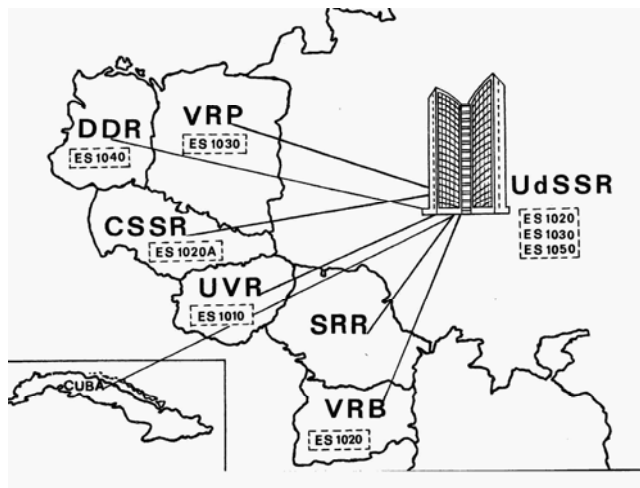 DDR
ES 1040
VRP
ES 1030
UdSSR
ES 1020
ES 1030
ES 1050
CSSR
ES 1020A
UVR
ES 1010
SRR
CUBA
VRB
ES 1020